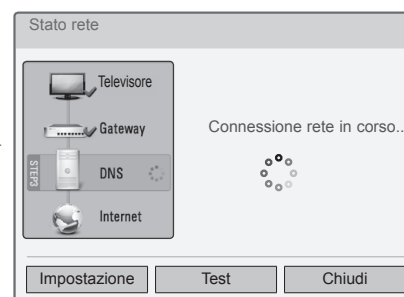 Stato rete
Televisore
Gateway
STEP3
DNS
Internet
Connessione rete in corso..
Impostazione
Test
Chiudi